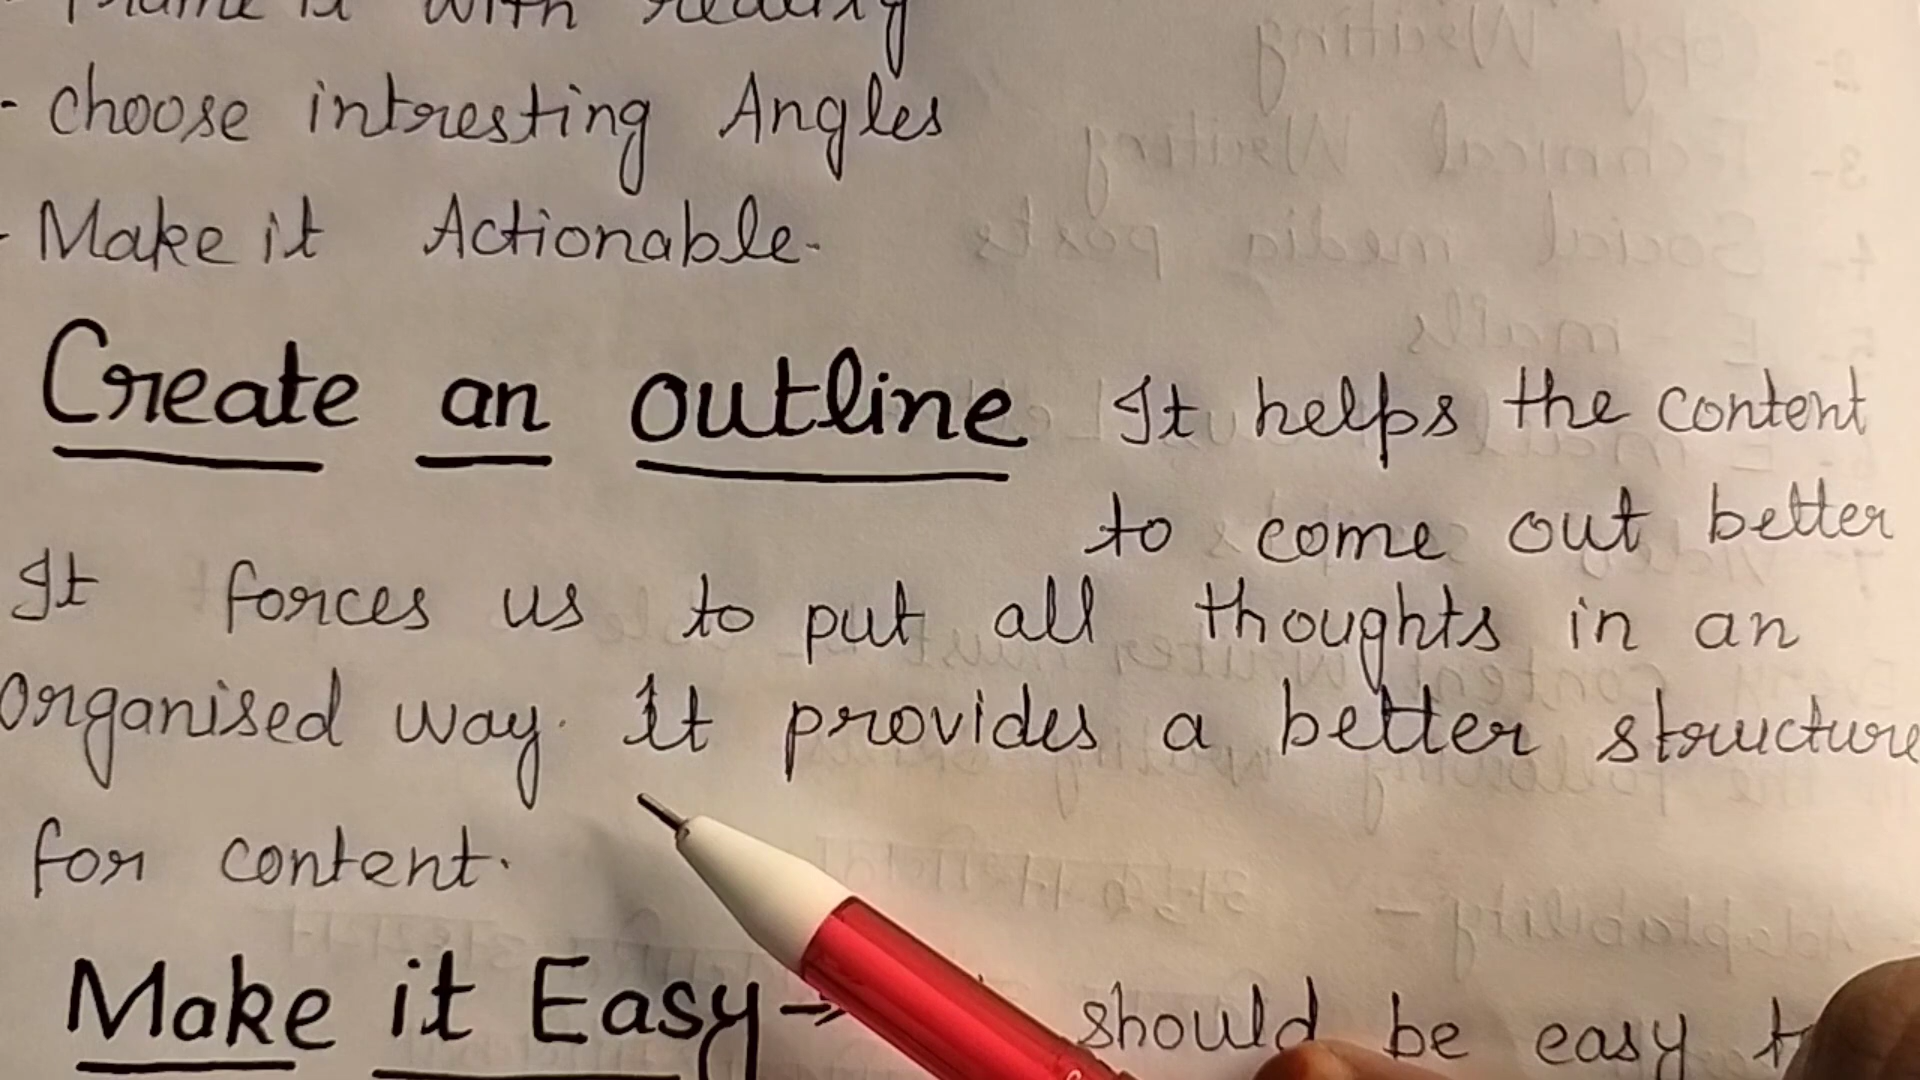 it with
- choose intresting Angles
- Make it Actionable.
Create an outline It helps the content
to come out better
It forces us to put all thoughts in an
organised way. It provides a better structure
for content.
Make it Easy→ should be easy